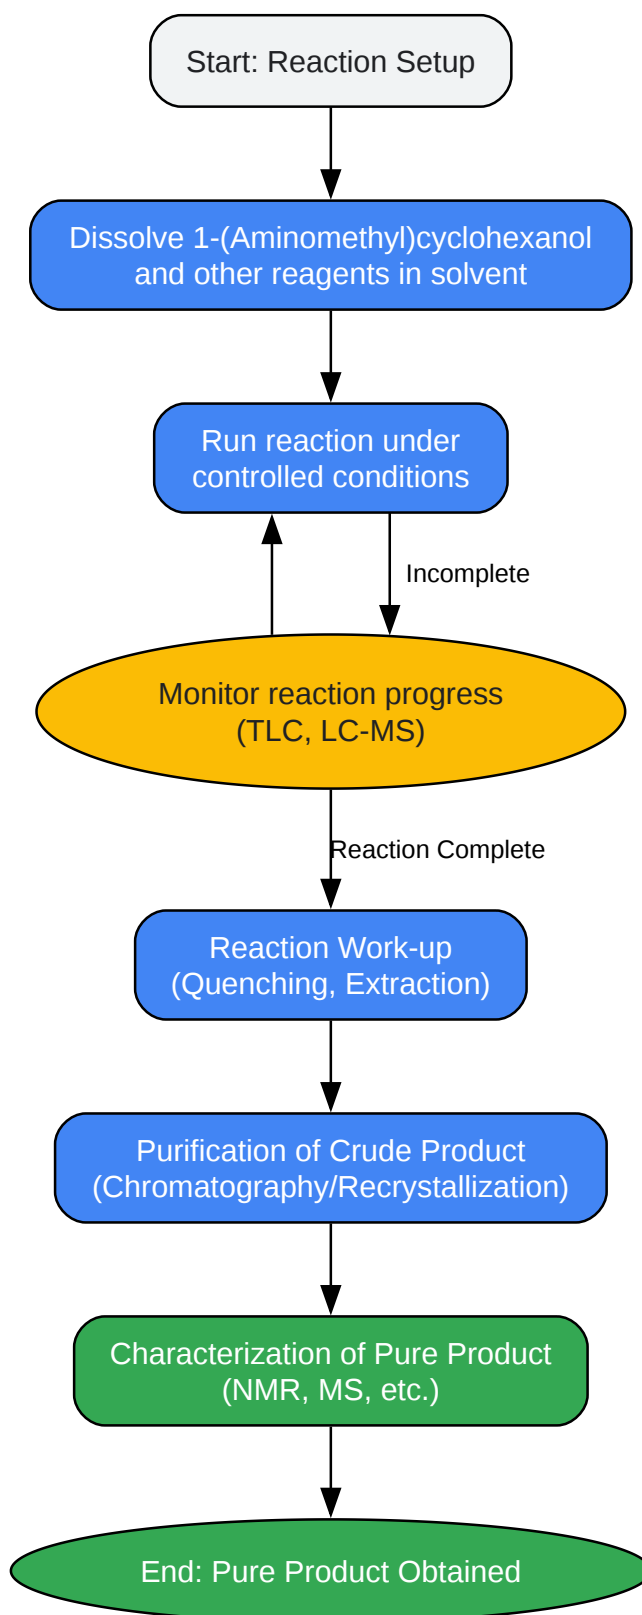 Start: Reaction Setup
Dissolve 1-(Aminomethyl)cyclohexanol
and other reagents in solvent
Run reaction under
controlled conditions
Incomplete
Monitor reaction progress
(TLC, LC-MS)
Reaction Complete
Reaction Work-up
(Quenching, Extraction)
Purification of Crude Product
(Chromatography/Recrystallization)
Characterization of Pure Product
(NMR, MS, etc.)
End: Pure Product Obtained